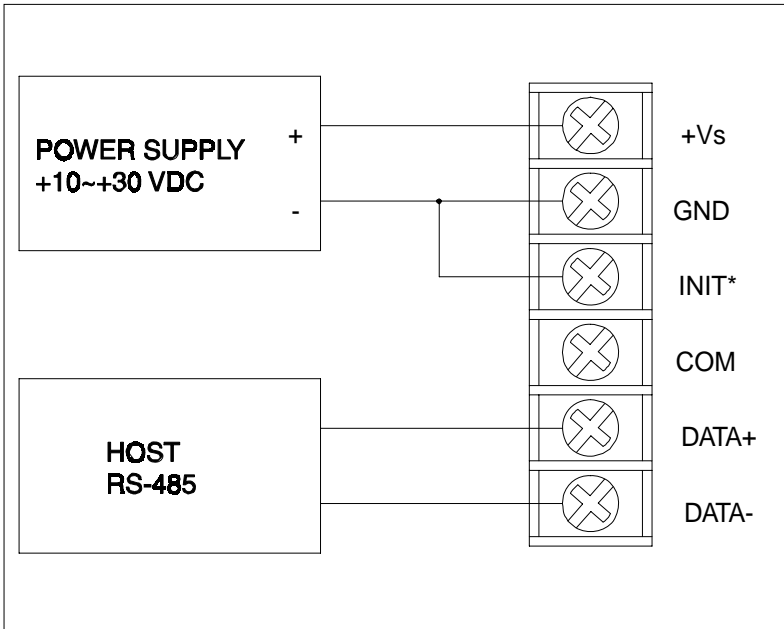 POWER SUPPLY
+10~+30 VDC
+
-
+Vs
GND
INIT*
COM
DATA+
DATA-
HOST
RS-485